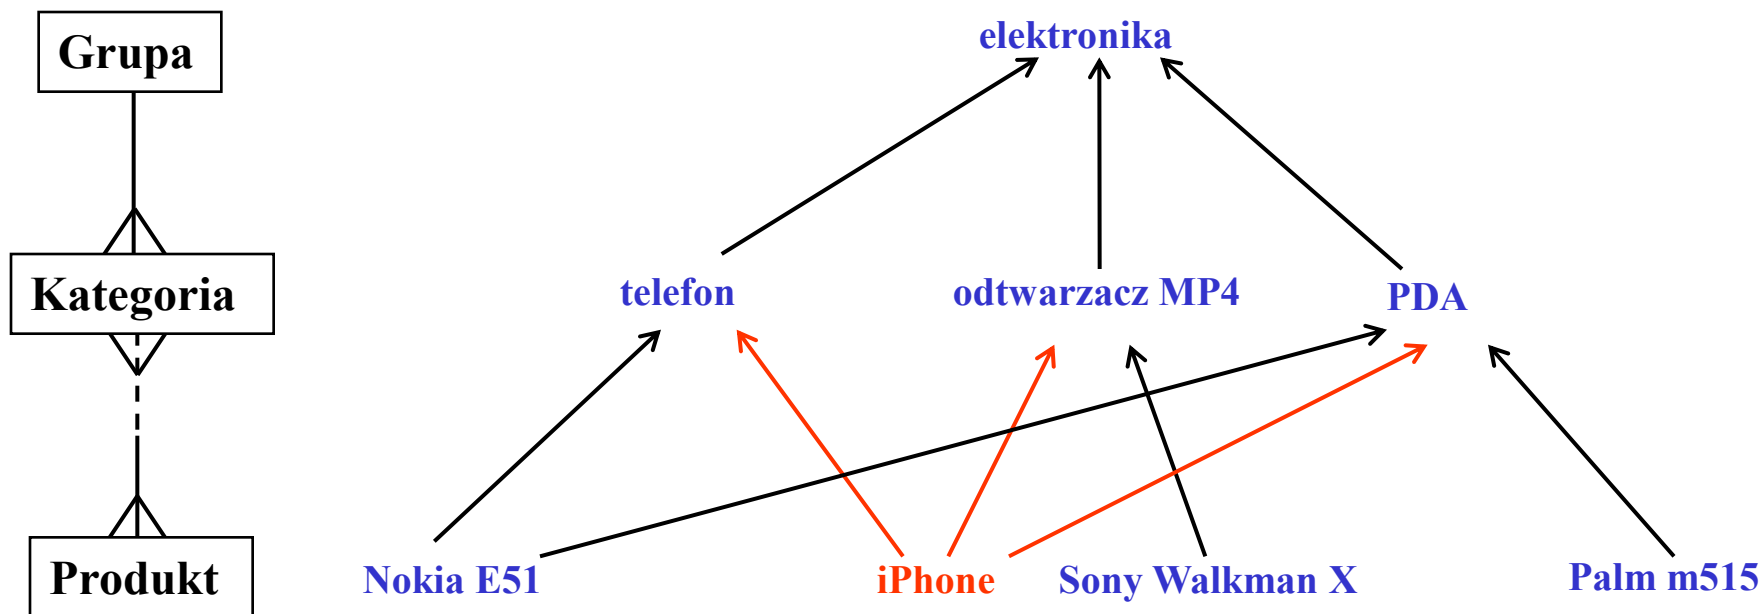 Grupa
elektronika
Kategoria
telefon
odtwarzacz MP4
PDA
Produkt
Nokia E51
iPhone
Sony Walkman X
Palm m515